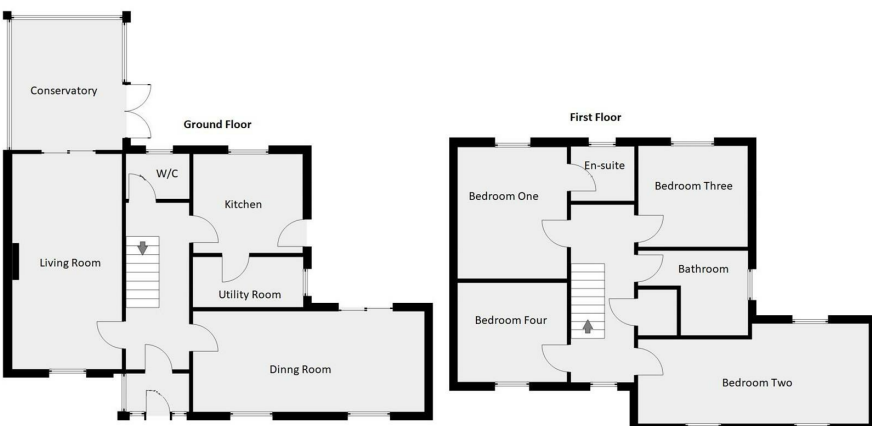 Conservatory
Ground Floor
W/C
Kitchen
Living Room
Utility Room
Dinng Room
First Floor
En-suite
Bedroom One
Bedroom Three
Bathroom
Bedroom Four
Bedroom Two